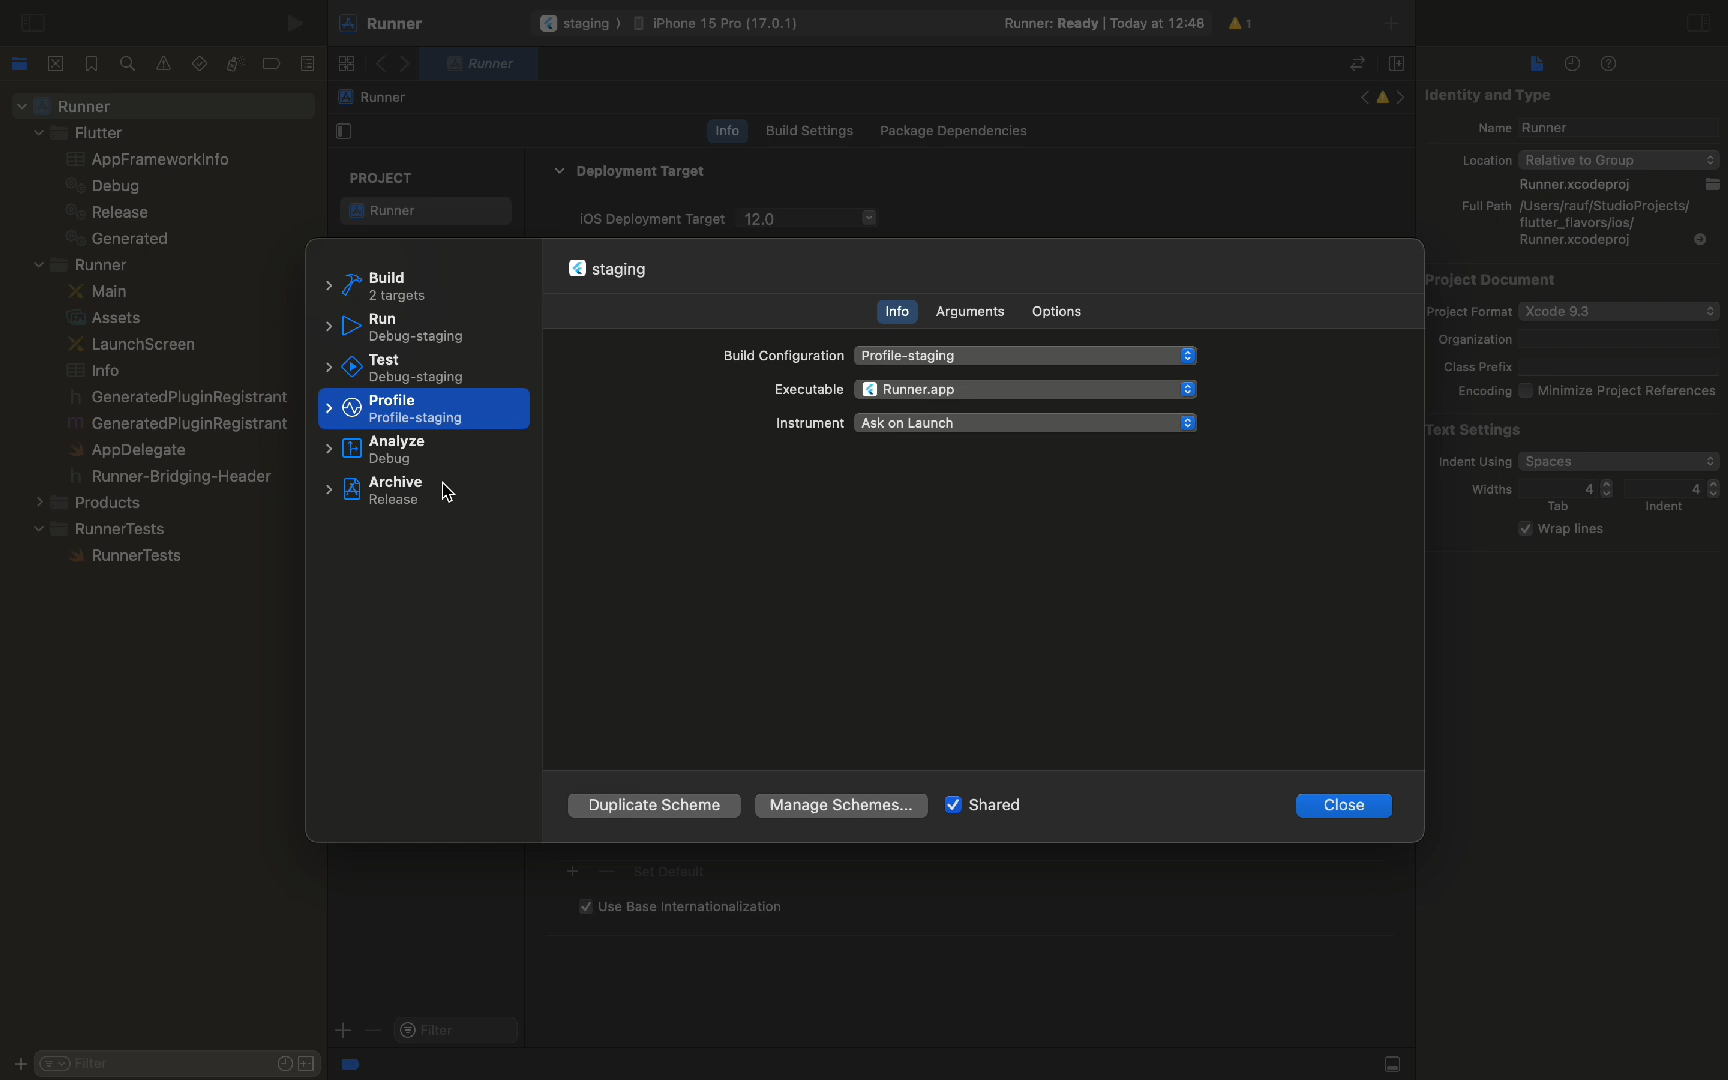 Runner
staging
iPhone 15 Pro (17.0.1)
Runner: Ready | Today at 12:48
1
Runner
Runner
Runner
Flutter
AppFrameworkInfo
Debug
Release
Generated
Runner
Main
Assets
LaunchScreen
Info
GeneratedPluginRegistrant
GeneratedPluginRegistrant
AppDelegate
Runner-Bridging-Header
Products
RunnerTests
RunnerTests
Filter
Info
Build Settings
Package Dependencies
PROJECT
Runner
Deployment Target
iOS Deployment Target 12.0
Build
2 targets
Run
Debug-staging
Test
Debug-staging
Profile
Profile-staging
Analyze
Debug
Archive
Release
staging
Info
Arguments
Options
Build Configuration Profile-staging
Executable Runner.app
Instrument Ask on Launch
Duplicate Scheme
Manage Schemes...
Shared
Close
Set Default
Use Base Internationalization
Filter
Identity and Type
Name Runner
Location Relative to Group
Runner.xcodeproj
Full Path /Users/rauf/StudioProjects/
flutter_flavors/ios/
Runner.xcodeproj
Project Document
Project Format Xcode 9.3
Organization
Class Prefix
Encoding Minimize Project References
Text Settings
Indent Using Spaces
Widths 4 4
Tab Indent
Wrap lines